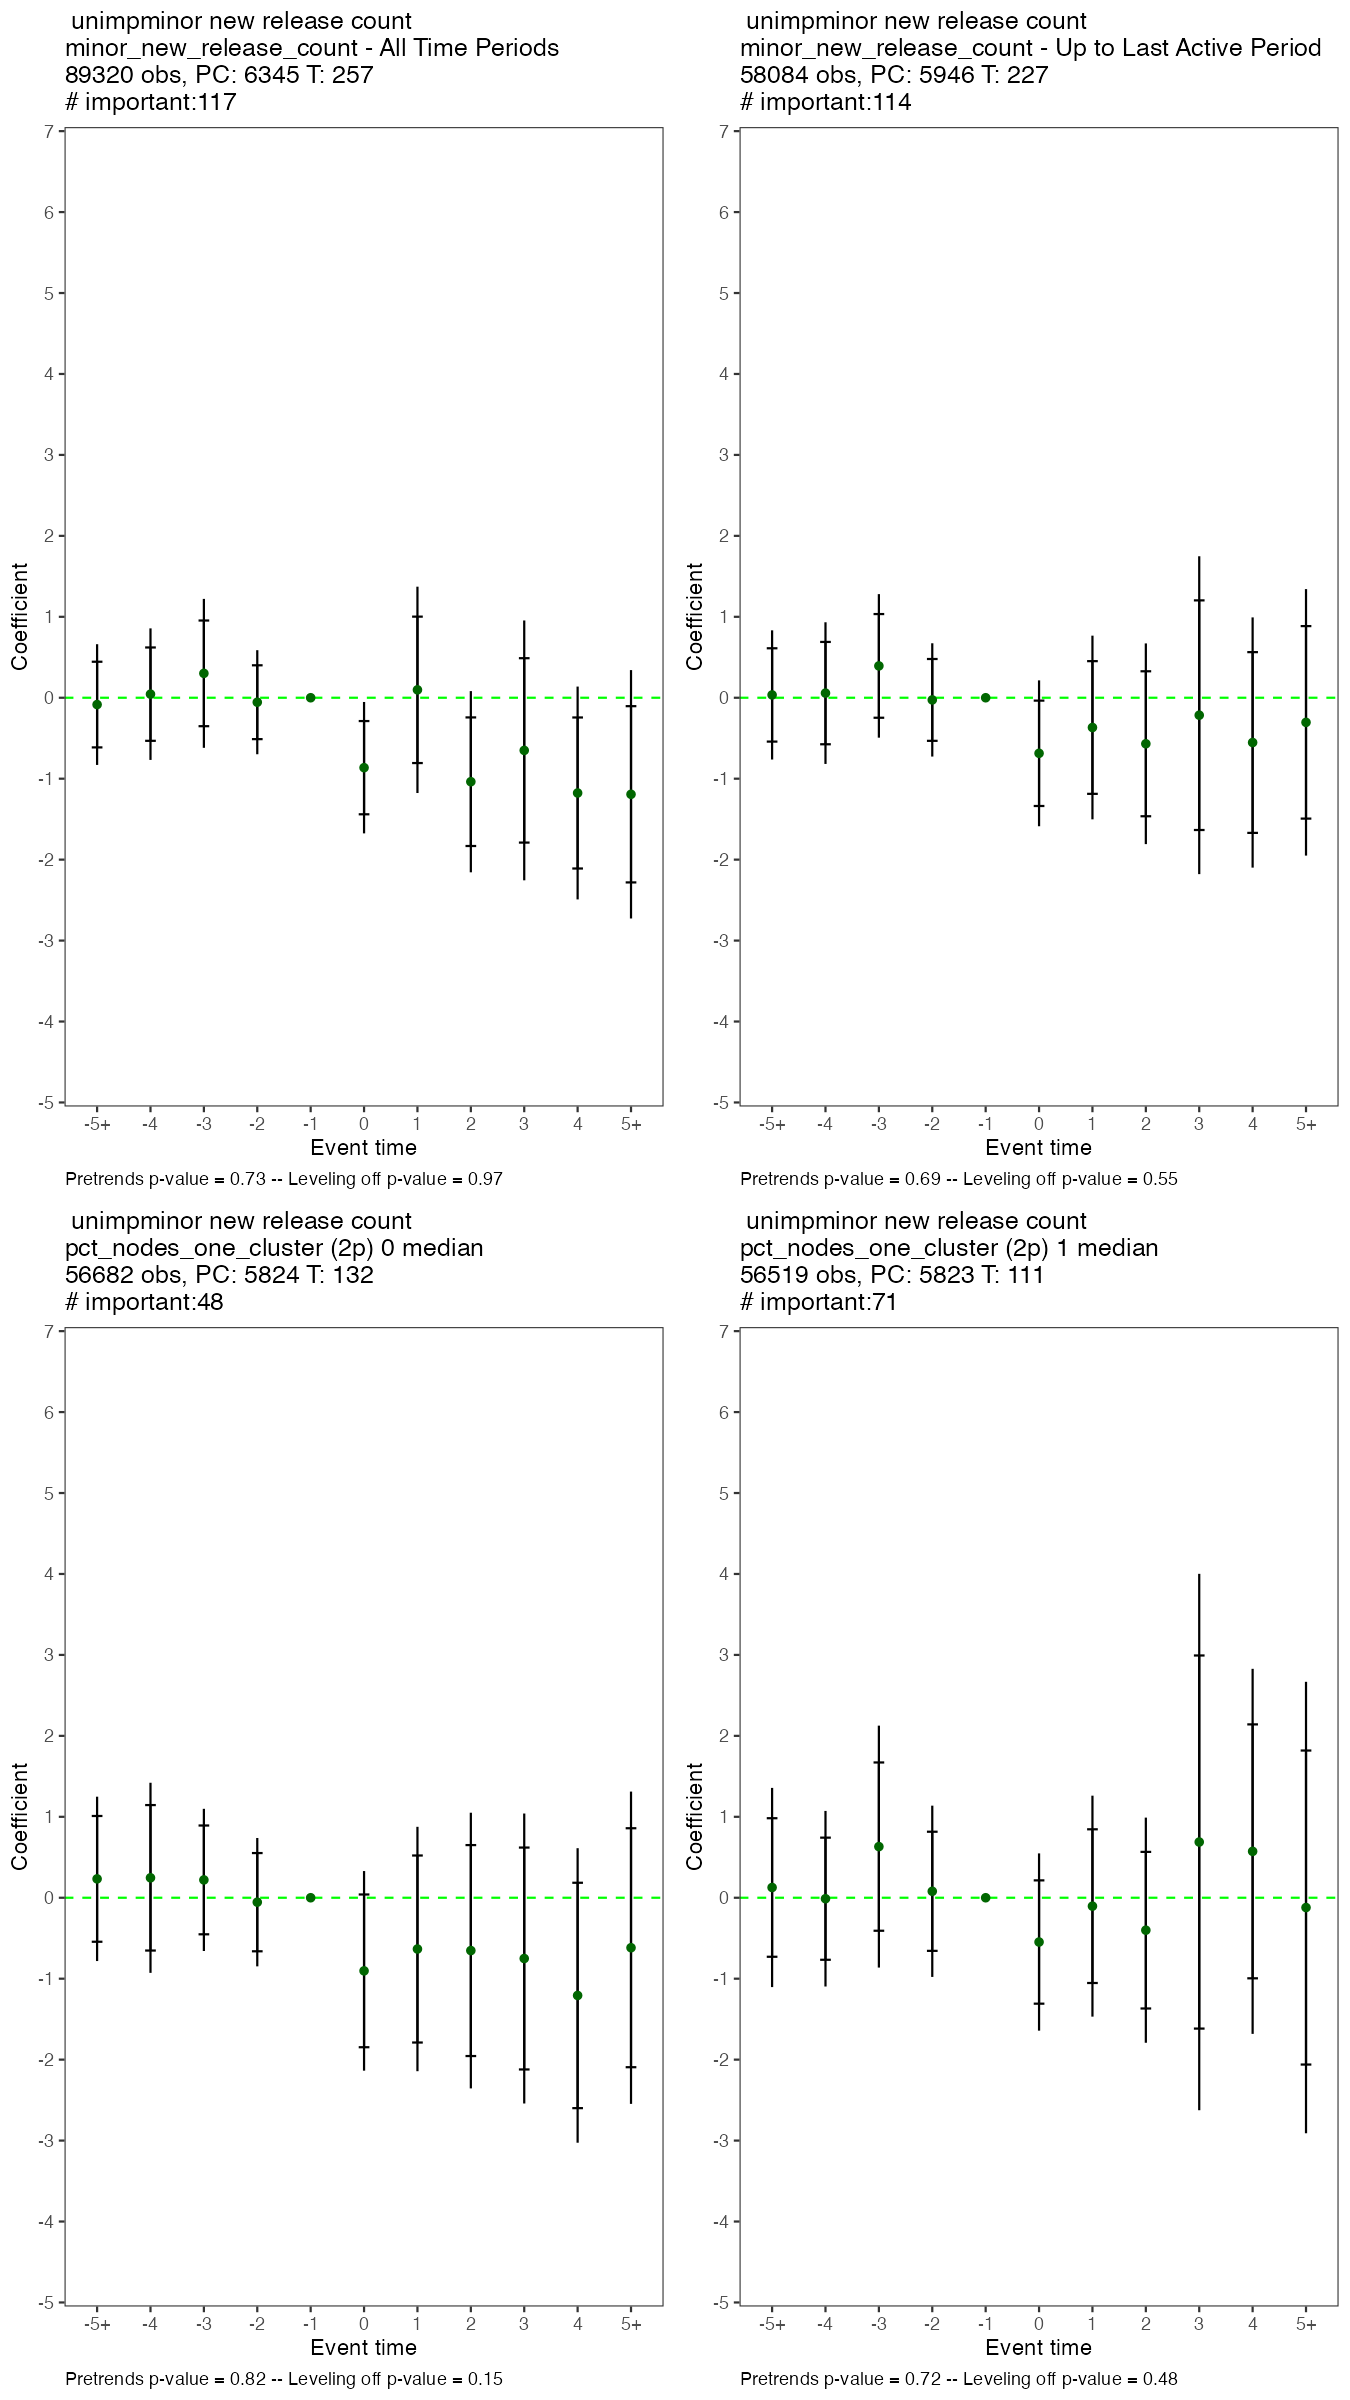 unimpminor new release count
minor_new_release_count - All Time Periods
89320 obs, PC: 6345 T: 257
# important:117
7
6
5
4
3
2
1
0
-1
-2
-3
-4
-5
Coefficient
-5+ -4 -3 -2 -1 0 1 2 3 4 5+
Event time
Pretrends p-value = 0.73 -- Leveling off p-value = 0.97
unimpminor new release count
minor_new_release_count - Up to Last Active Period
58084 obs, PC: 5946 T: 227
# important:114
7
6
5
4
3
2
1
0
-1
-2
-3
-4
-5
Coefficient
-5+ -4 -3 -2 -1 0 1 2 3 4 5+
Event time
Pretrends p-value = 0.69 -- Leveling off p-value = 0.55
unimpminor new release count
pct_nodes_one_cluster (2p) 0 median
56682 obs, PC: 5824 T: 132
# important:48
7
6
5
4
3
2
1
0
-1
-2
-3
-4
-5
Coefficient
-5+ -4 -3 -2 -1 0 1 2 3 4 5+
Event time
Pretrends p-value = 0.82 -- Leveling off p-value = 0.15
unimpminor new release count
pct_nodes_one_cluster (2p) 1 median
56519 obs, PC: 5823 T: 111
# important:71
7
6
5
4
3
2
1
0
-1
-2
-3
-4
-5
Coefficient
-5+ -4 -3 -2 -1 0 1 2 3 4 5+
Event time
Pretrends p-value = 0.72 -- Leveling off p-value = 0.48